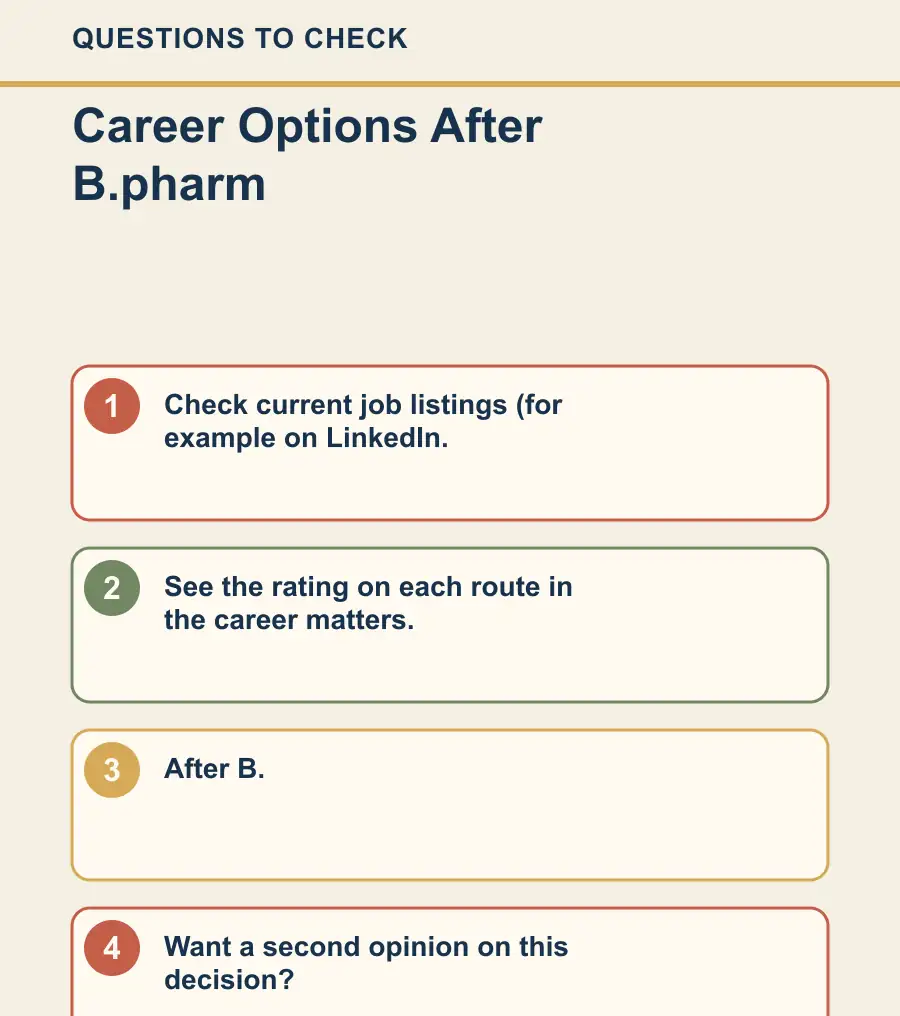 QUESTIONS TO CHECK
Career Options After
B.pharm
1
Check current job listings (for
example on LinkedIn.
2
See the rating on each route in
the career matters.
3
After B.
4
Want a second opinion on this
decision?